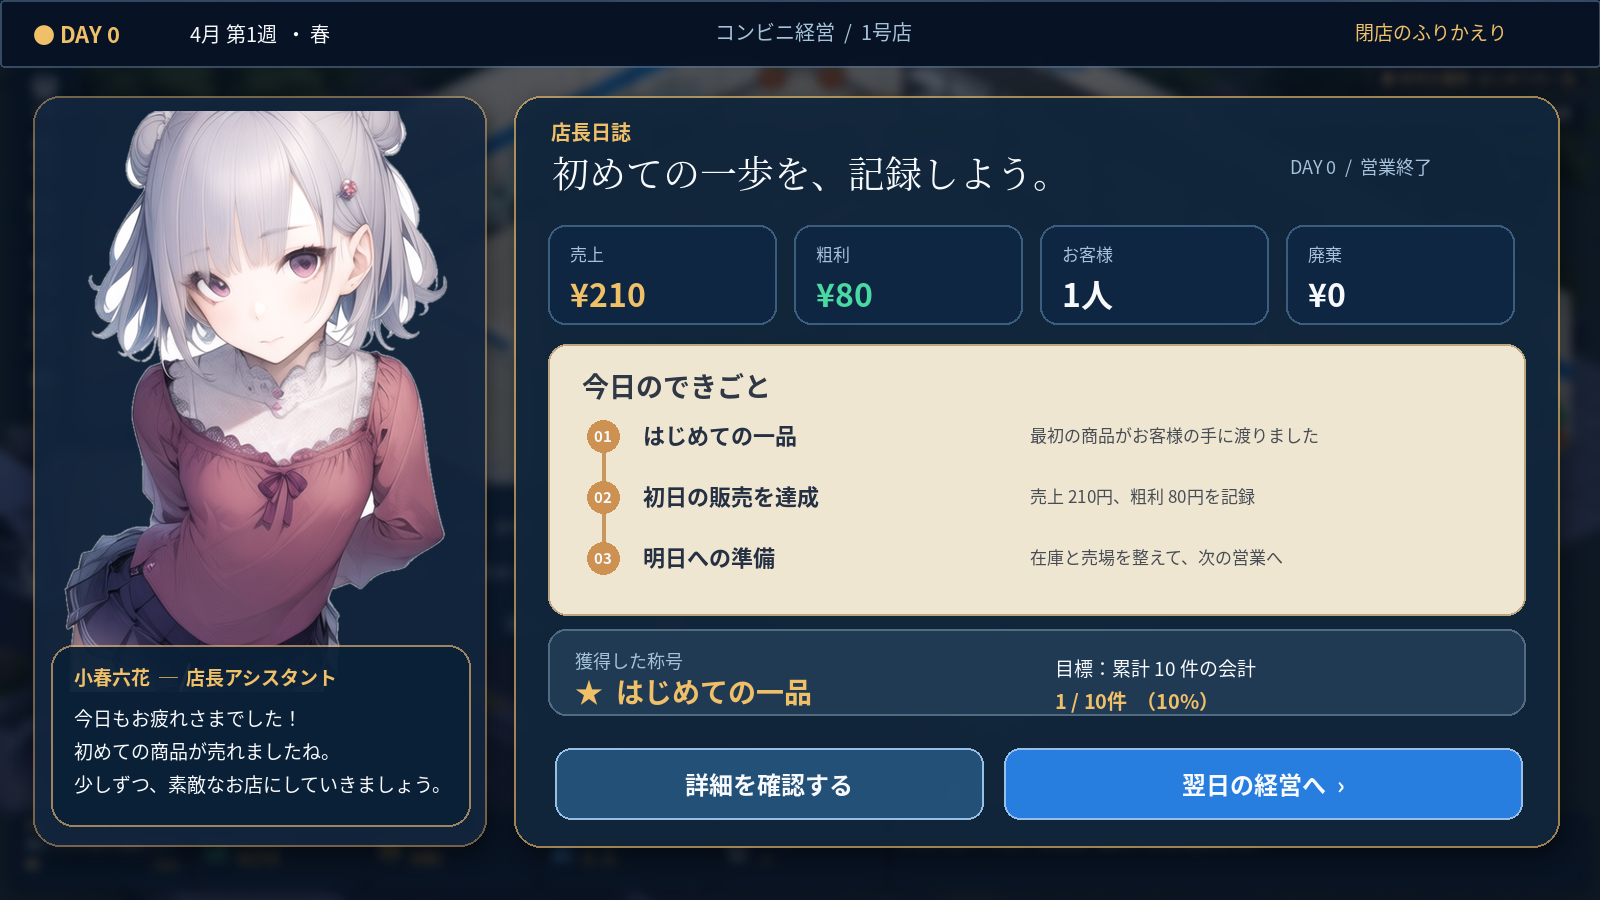 DAY 0
4月 第1週 ・ 春
コンビニ経営 / 1号店
閉店のふりかえり
小春六花 ― 店長アシスタント
今日もお疲れさまでした！
初めての商品が売れましたね。
少しずつ、素敵なお店にしていきましょう。
店長日誌
初めての一歩を、記録しよう。
DAY 0 / 営業終了
売上
¥210
粗利
¥80
お客様
1人
廃棄
¥0
今日のできごと
01 はじめての一品 最初の商品がお客様の手に渡りました
02 初日の販売を達成 売上 210円、粗利 80円を記録
03 明日への準備 在庫と売場を整えて、次の営業へ
獲得した称号
★ はじめての一品
目標：累計 10 件の会計
1 / 10件 （10%）
詳細を確認する
翌日の経営へ ›